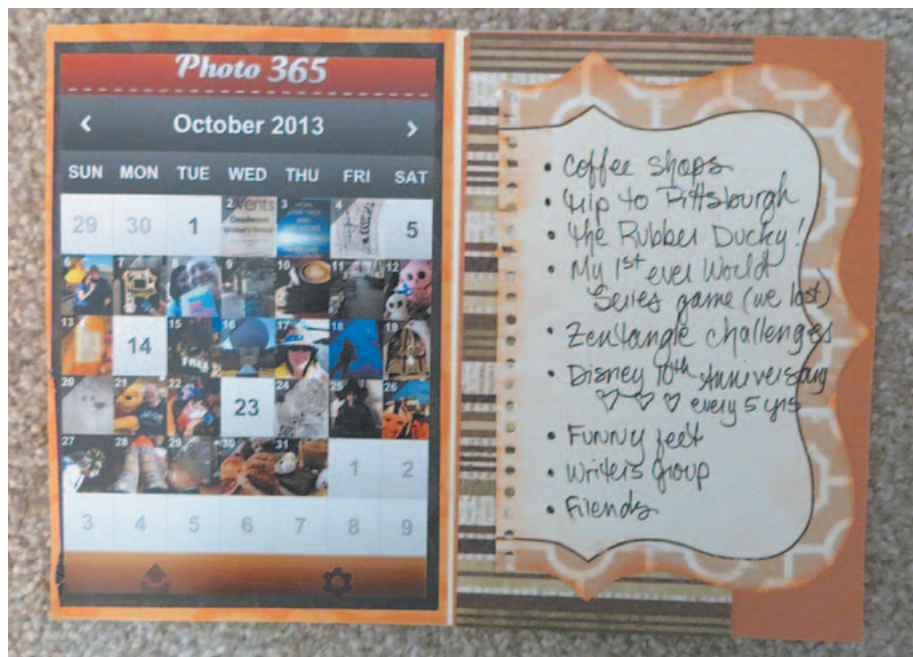 Photo 365
October 2013
SUN MON TUE WED THU FRI SAT
29 30 1 2 3 4 5
6 7 8 9 10 11 12
13 14 15 16 17 18 19
20 21 22 23 24 25 26
27 28 29 30 31 1 2
3 4 5 6 7 8 9
• Coffee shops
• trip to Pittsburgh
• the Rubber Ducky!
• My 1st ever World
Series game (we lost)
• Zentangle challenges
• Disney 10th Anniversary
♡ ♡ ♡ every 5 yrs
• Funny feet
• Writers group
• Friends